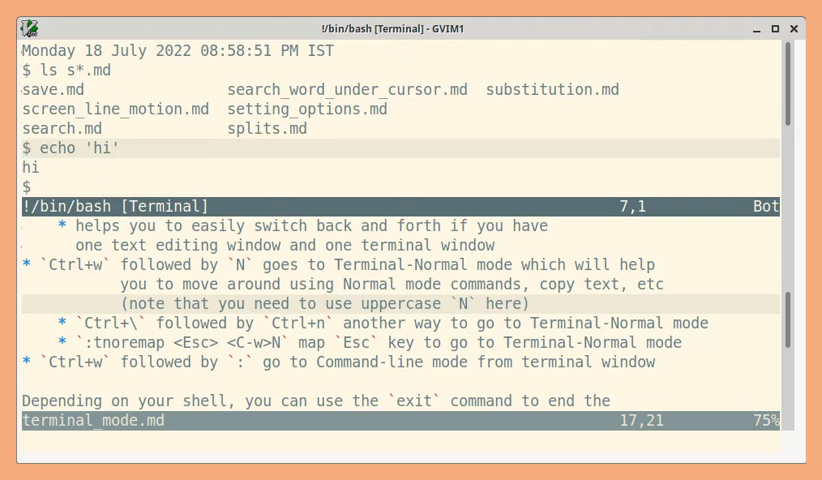 !/bin/bash [Terminal] - GVIM1
Monday 18 July 2022 08:58:51 PM IST
$ ls s*.md
save.md search_word_under_cursor.md substitution.md
screen_line_motion.md setting_options.md
search.md splits.md
$ echo 'hi'
hi
$
!/bin/bash [Terminal] 7,1 Bot
* helps you to easily switch back and forth if you have
one text editing window and one terminal window
* `Ctrl+w` followed by `N` goes to Terminal-Normal mode which will help
you to move around using Normal mode commands, copy text, etc
(note that you need to use uppercase `N` here)
* `Ctrl+\` followed by `Ctrl+n` another way to go to Terminal-Normal mode
* `:tnoremap <Esc> <C-w>N` map `Esc` key to go to Terminal-Normal mode
* `Ctrl+w` followed by `:` go to Command-line mode from terminal window
Depending on your shell, you can use the `exit` command to end the
terminal_mode.md 17,21 75%